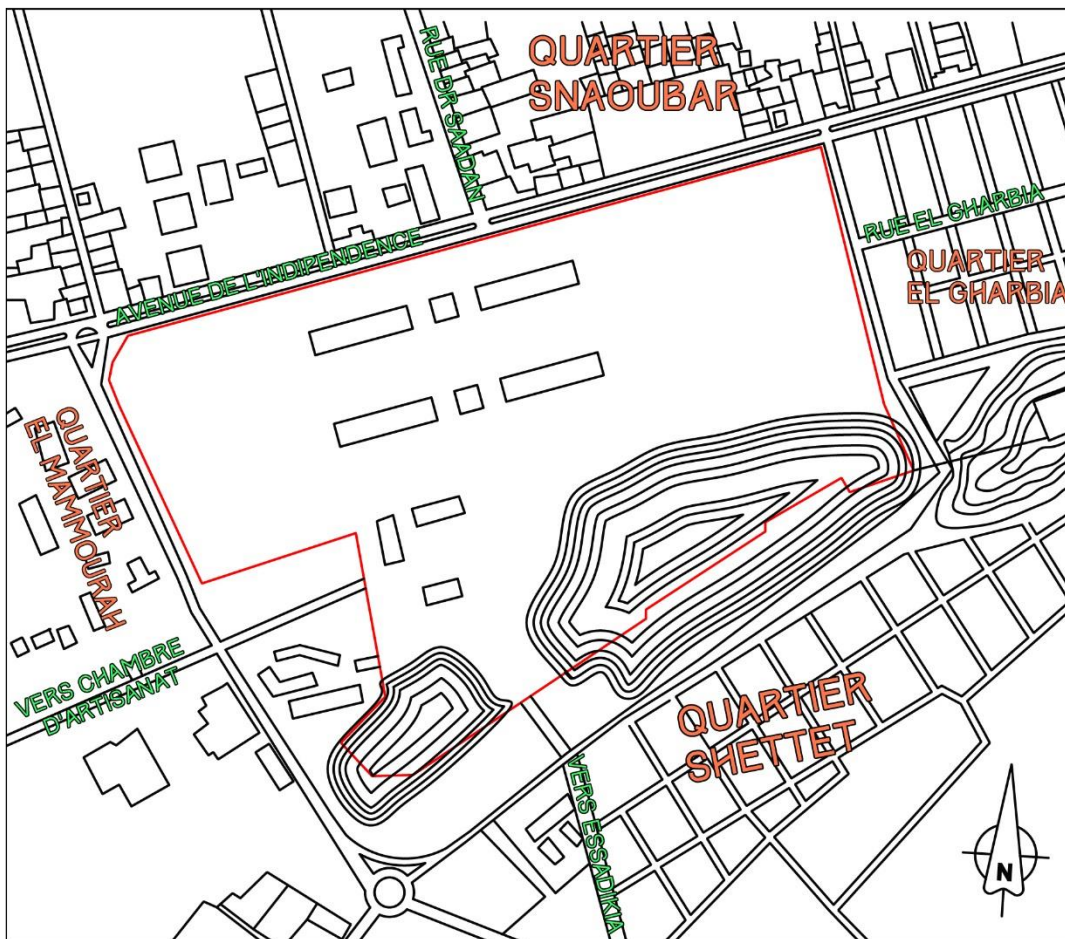 QUARTIER
SNAOUBAR
RUE DR SAADAN
RUE EL GHARBIA
AVENUE DE L'INDIPENDENCE
QUARTIER
EL GHARBIA
QUARTIER
EL MAMMOURAH
VERS CHAMBRE
D'ARTISANAT
QUARTIER
SHETTET
VERS ESSADIKIA
N